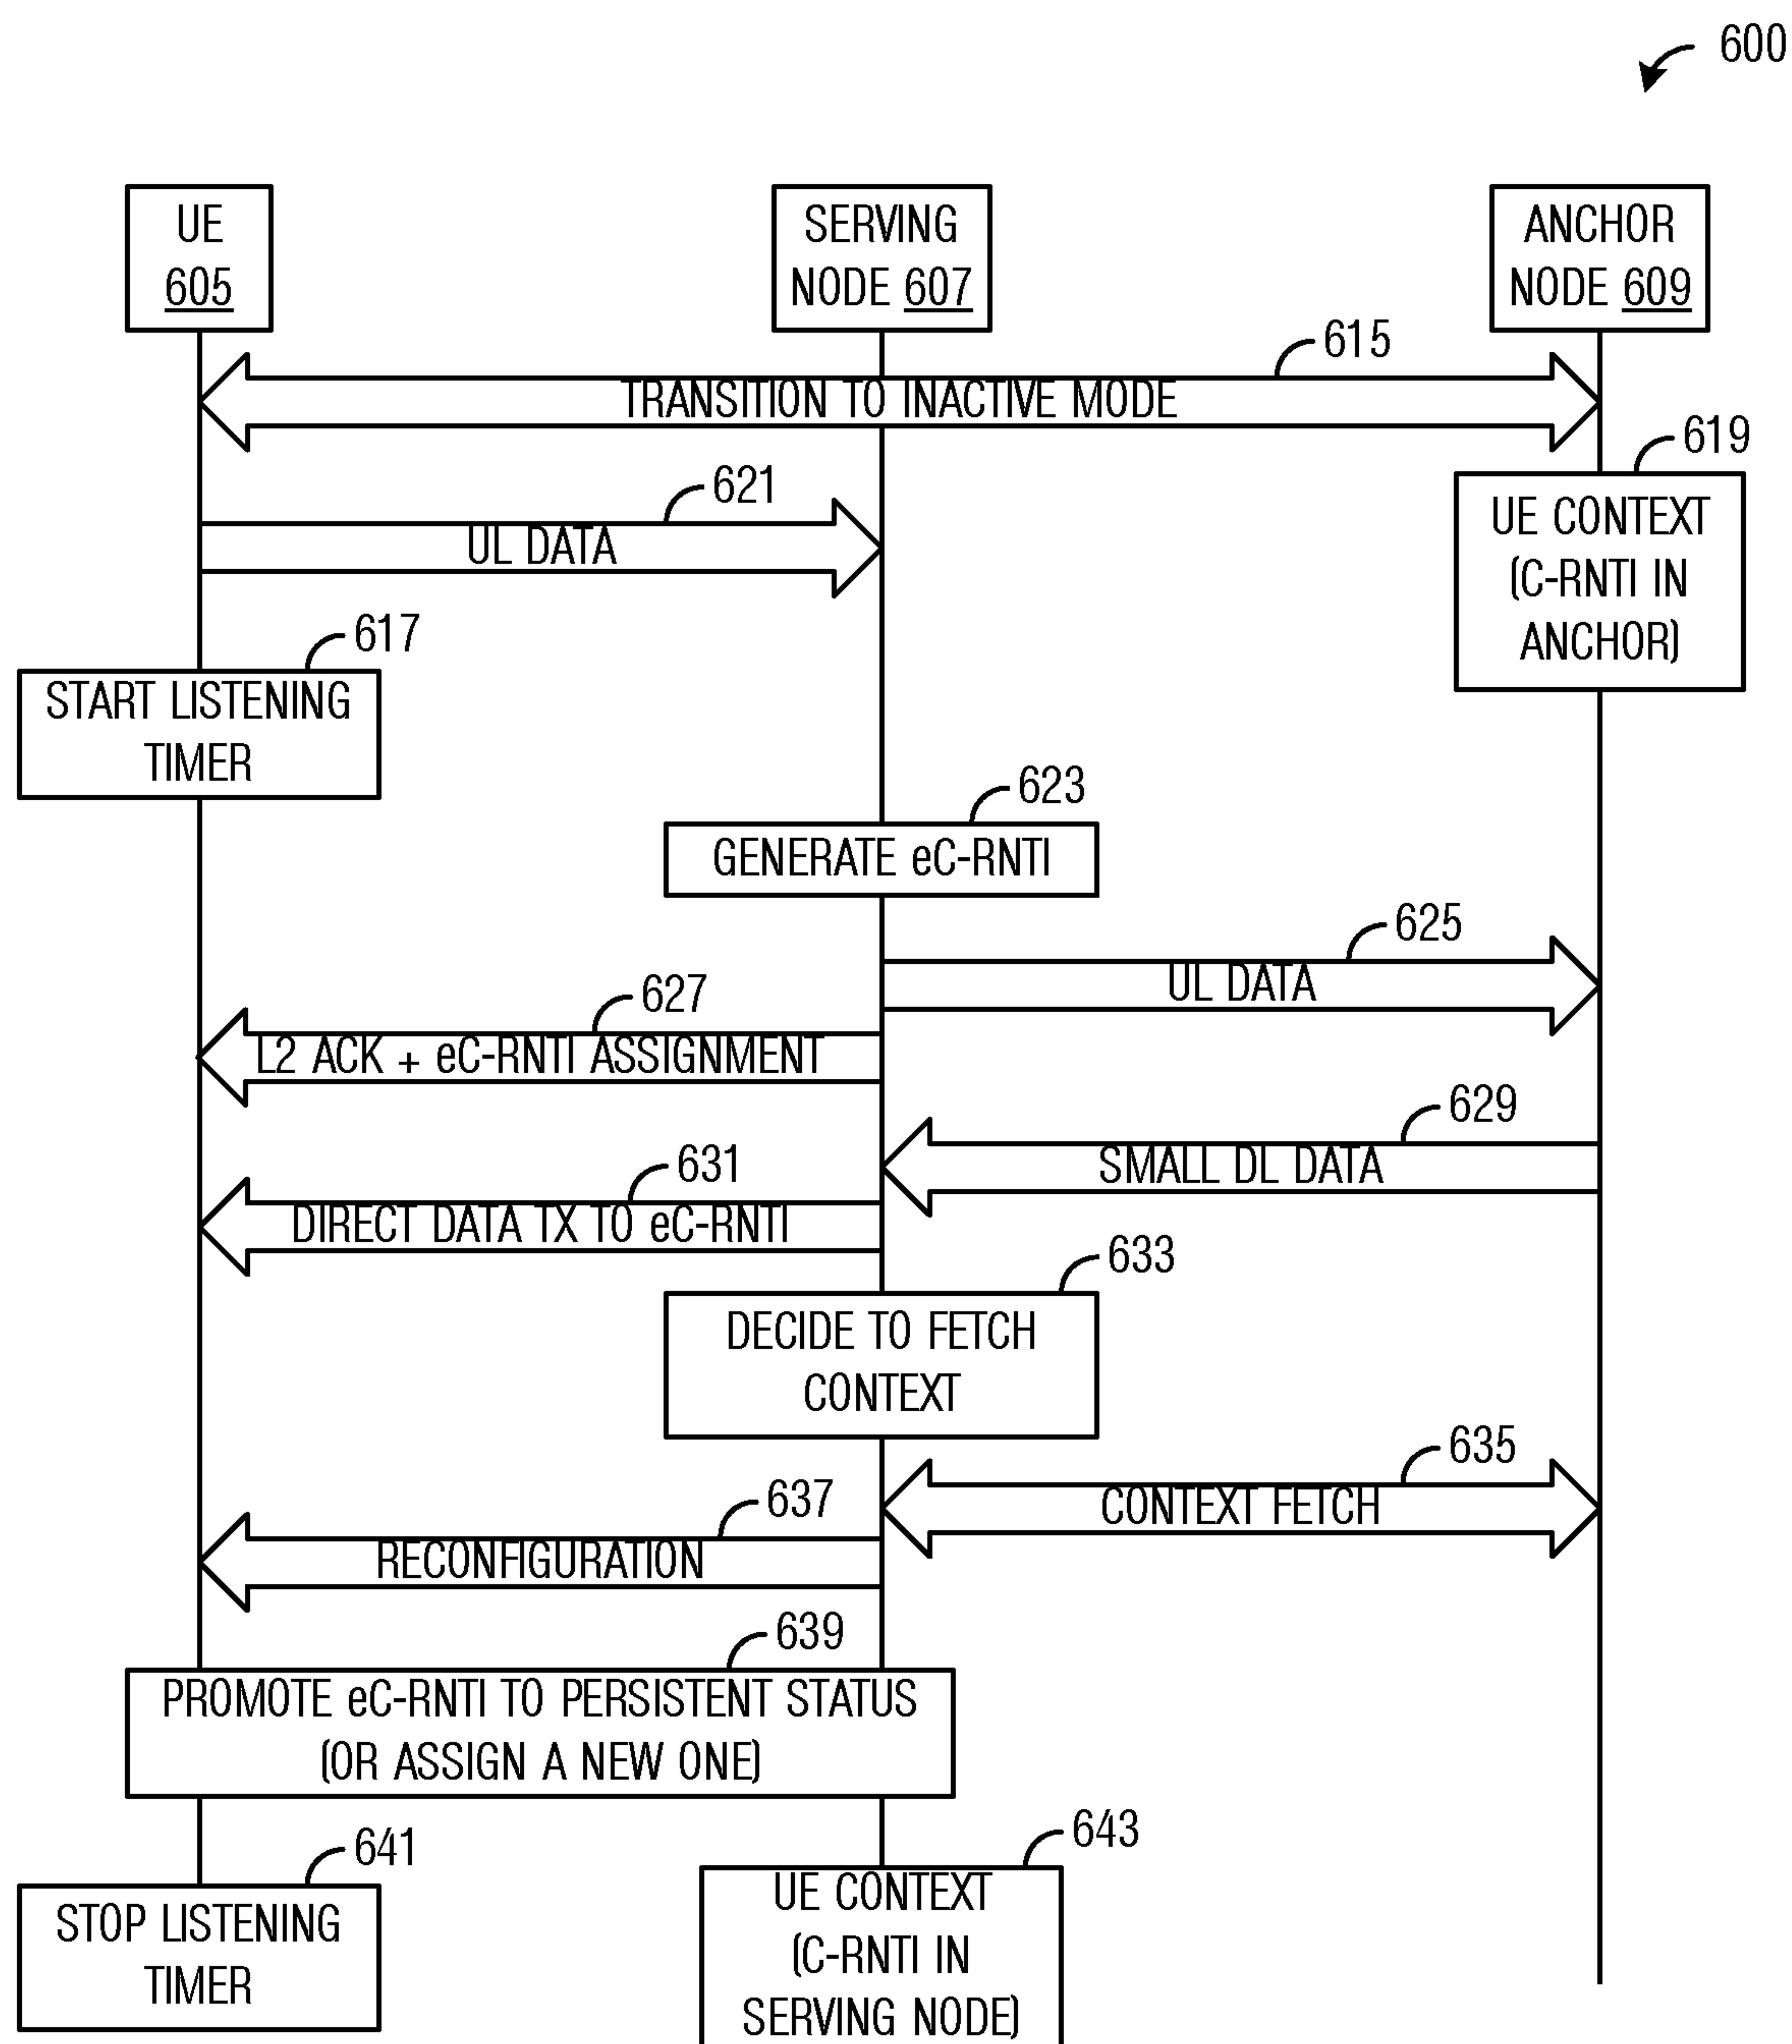 600
UE
605
SERVING
NODE 607
ANCHOR
NODE 609
615
TRANSITION TO INACTIVE MODE
619
UE CONTEXT
(C-RNTI IN
ANCHOR)
621
UL DATA
617
START LISTENING
TIMER
623
GENERATE eC-RNTI
625
UL DATA
627
L2 ACK + eC-RNTI ASSIGNMENT
629
SMALL DL DATA
631
DIRECT DATA TX TO eC-RNTI
633
DECIDE TO FETCH
CONTEXT
635
CONTEXT FETCH
637
RECONFIGURATION
639
PROMOTE eC-RNTI TO PERSISTENT STATUS
(OR ASSIGN A NEW ONE)
641
STOP LISTENING
TIMER
643
UE CONTEXT
(C-RNTI IN
SERVING NODE)